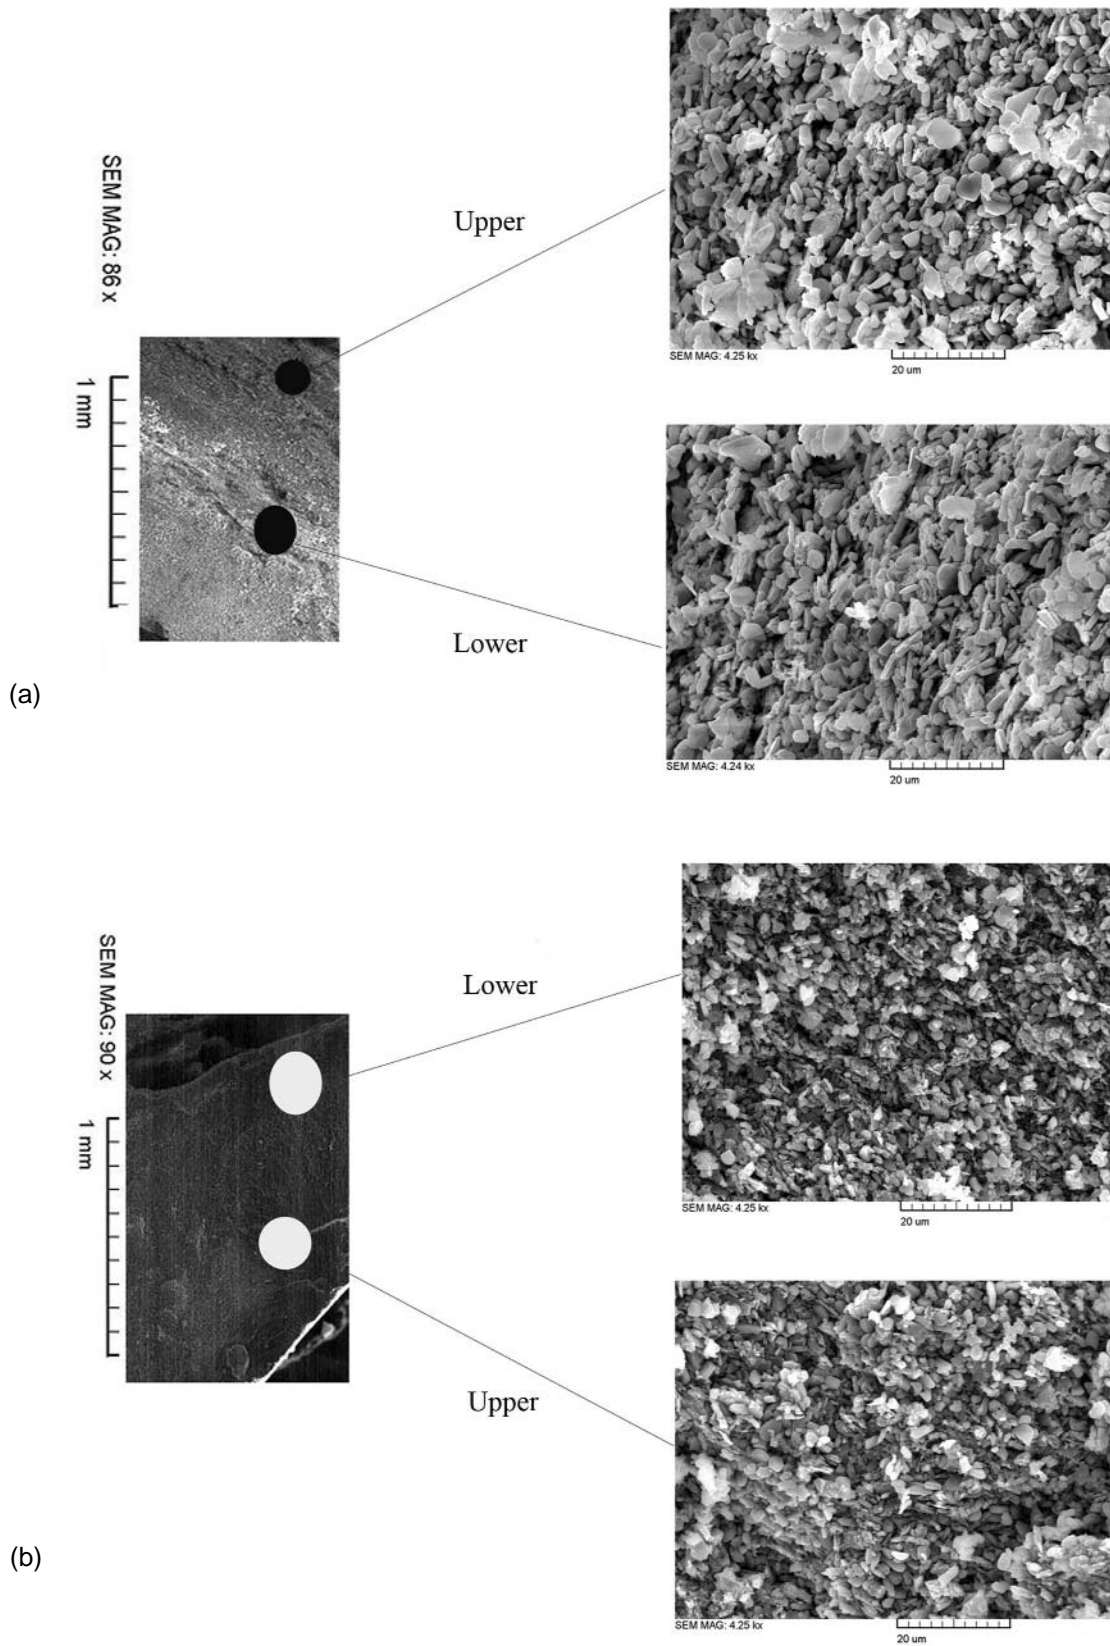 SEM MAG: 86 x
1 mm
Upper
SEM MAG: 4.25 kx
20 um
Lower
SEM MAG: 4.24 kx
20 um
(a)
SEM MAG: 90 x
1 mm
Lower
SEM MAG: 4.25 kx
20 um
Upper
SEM MAG: 4.25 kx
20 um
(b)